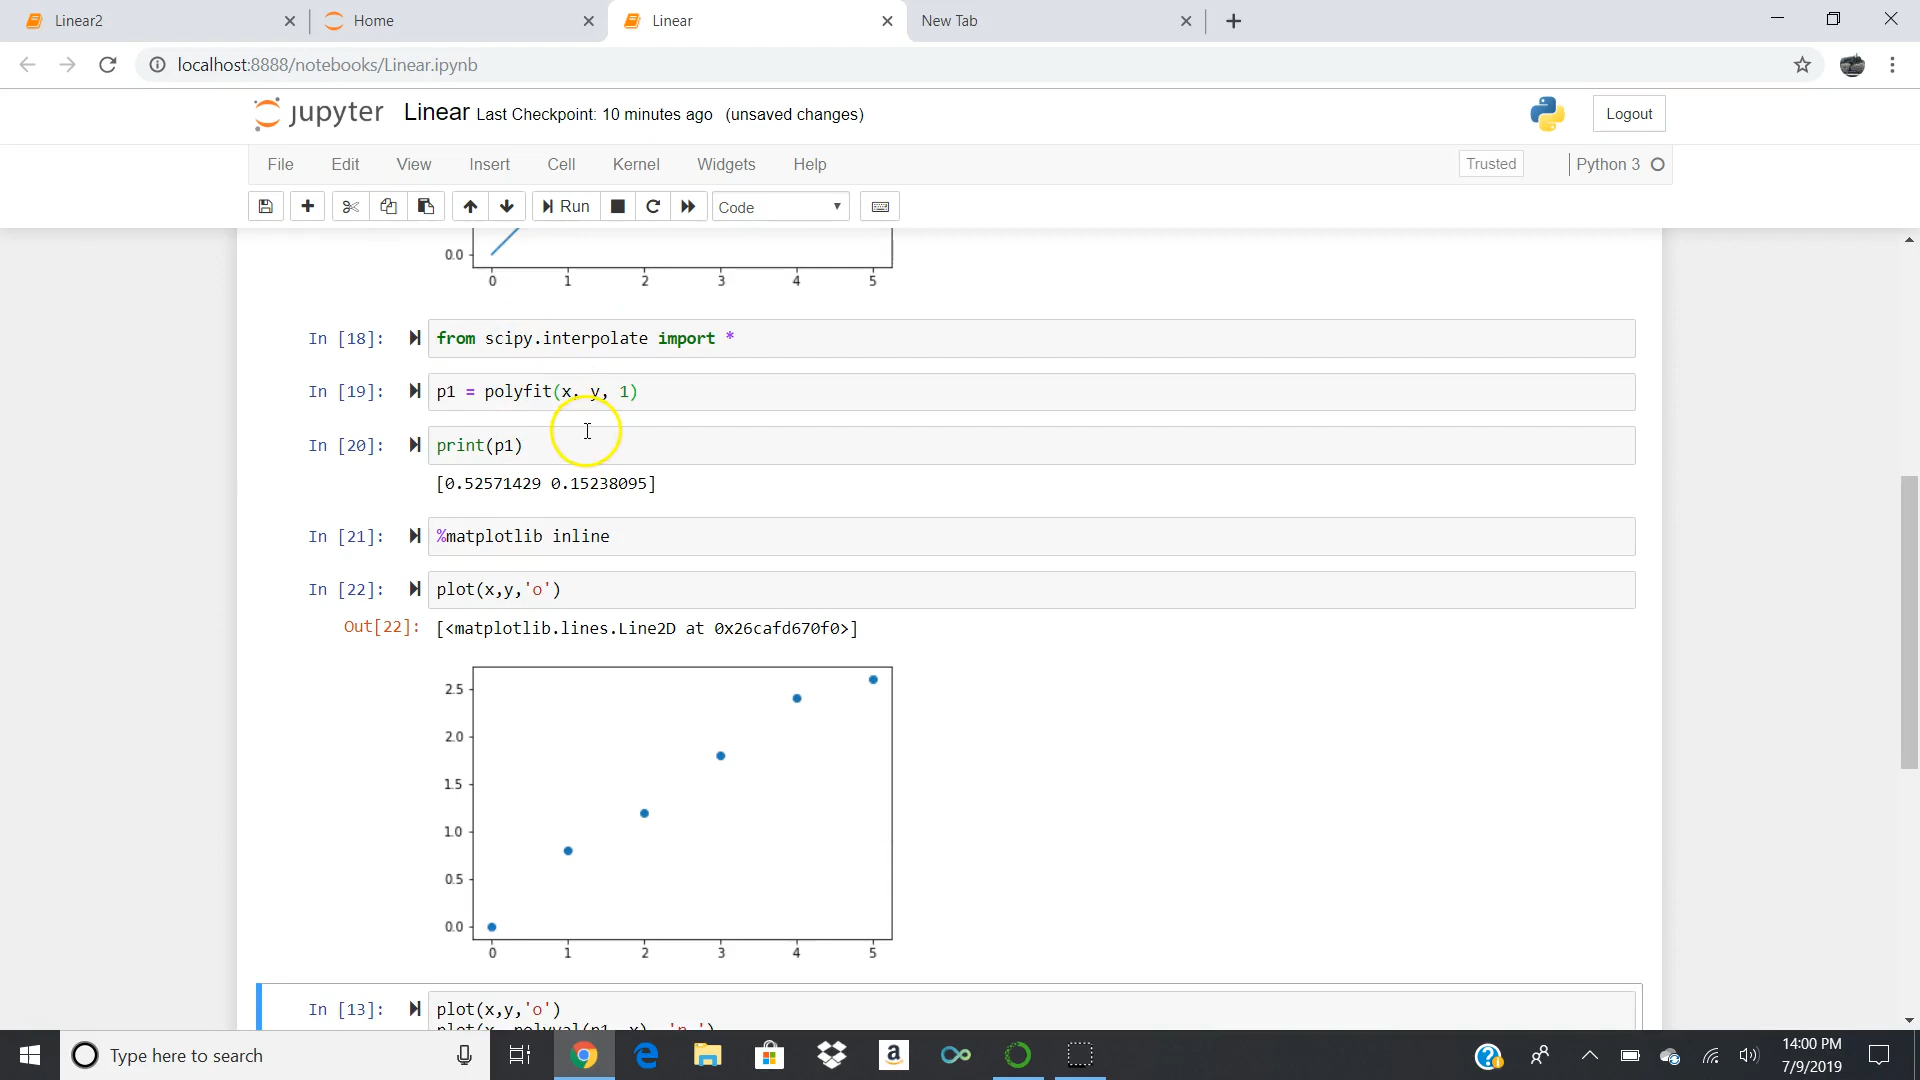 Linear2
Home
Linear
New Tab
localhost:8888/notebooks/Linear.ipynb
jupyter Linear Last Checkpoint: 10 minutes ago (unsaved changes)
Logout
File Edit View Insert Cell Kernel Widgets Help
Trusted
Python 3
Run
Code
0.0
0 1 2 3 4 5
In [18]: from scipy.interpolate import *
In [19]: p1 = polyfit(x, y, 1)
In [20]: print(p1)
[0.52571429 0.15238095]
In [21]: %matplotlib inline
In [22]: plot(x,y,'o')
Out[22]: [<matplotlib.lines.Line2D at 0x26cafd670f0>]
2.5
2.0
1.5
1.0
0.5
0.0
0 1 2 3 4 5
In [13]: plot(x,y,'o')
Type here to search
14:00 PM
7/9/2019